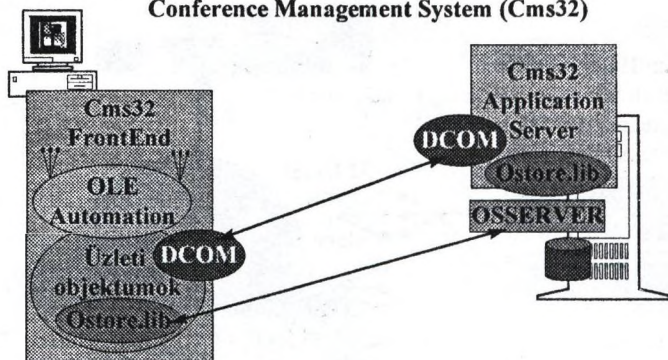 Conference Management System (Cms32)
Cms32
FrontEnd
OLE
Automation
Üzleti
objektumok
DCOM
Ostore.lib
Cms32
Application
Server
DCOM
Ostore.lib
OSSERVER